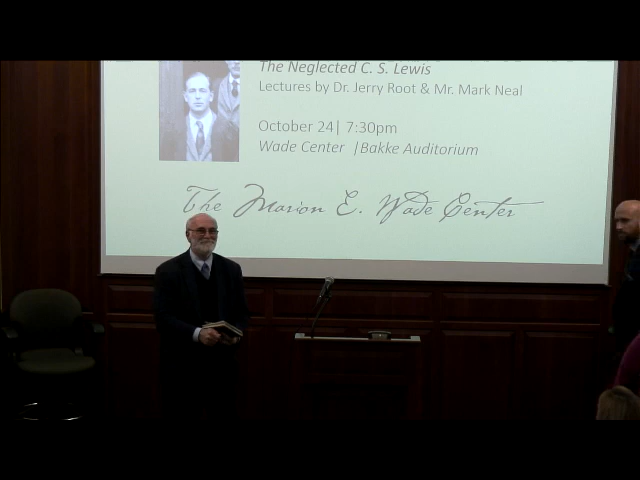 The Neglected C. S. Lewis
Lectures by Dr. Jerry Root & Mr. Mark Neal
October 24| 7:30pm
Wade Center |Bakke Auditorium
The Marion E. Wade Center